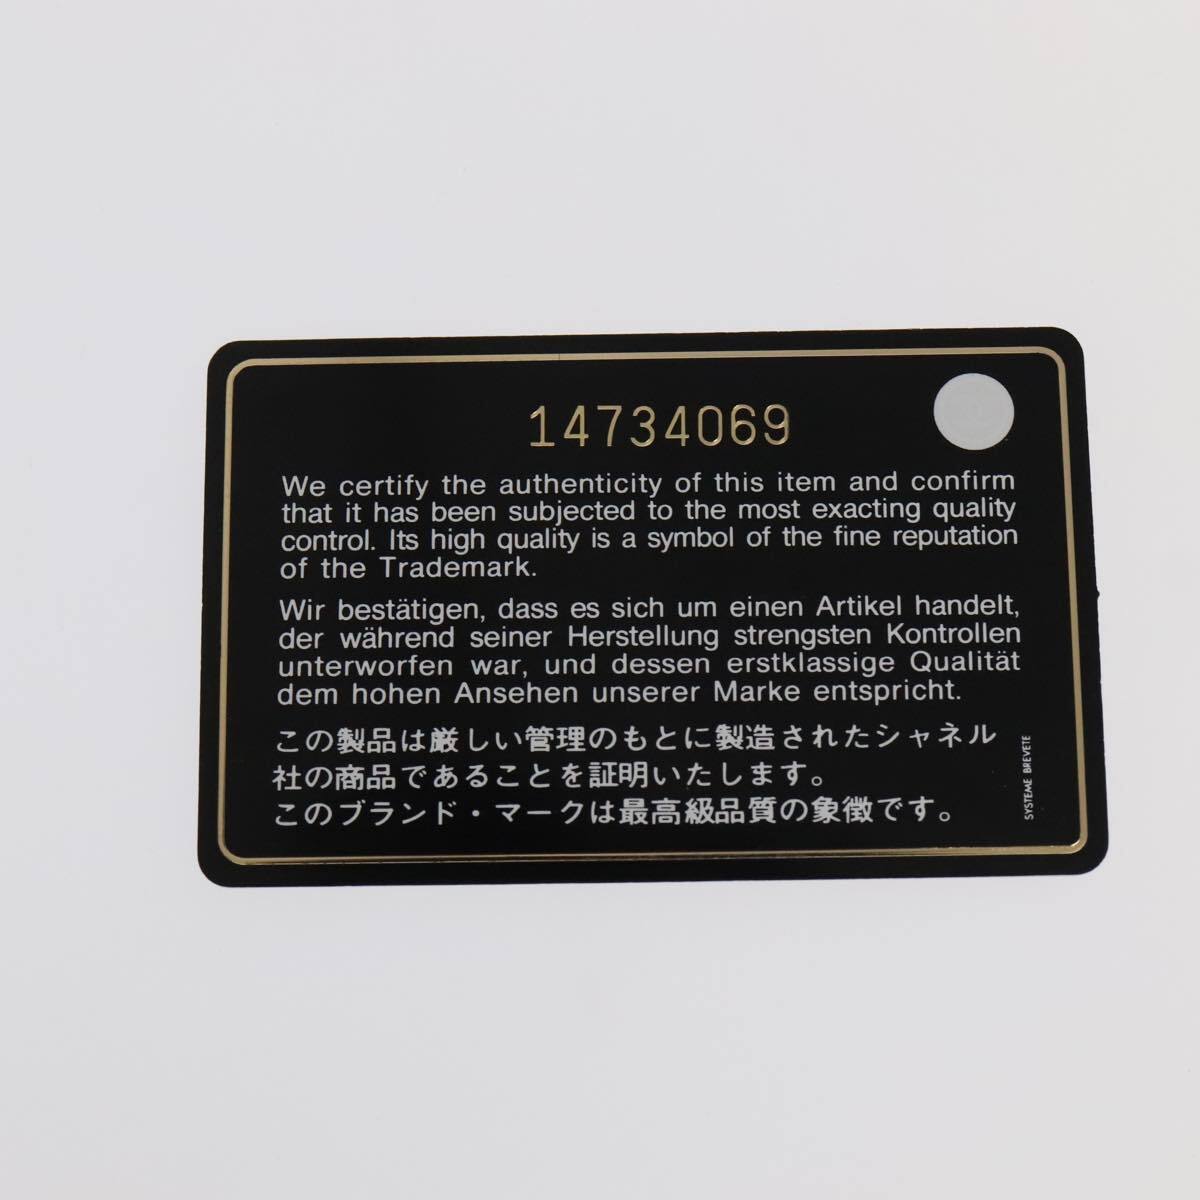 14734069
We certify the authenticity of this item and confirm
that it has been subjected to the most exacting quality
control. Its high quality is a symbol of the fine reputation
of the Trademark.
Wir bestätigen, dass es sich um einen Artikel handelt,
der während seiner Herstellung strengsten Kontrollen
unterworfen war, und dessen erstklassige Qualität
dem hohen Ansehen unserer Marke entspricht.
この製品は厳しい管理のもとに製造されたシャネル
社の商品であることを証明いたします。
このブランド・マークは最高級品質の象徴です。
SYSTEME BREVETE